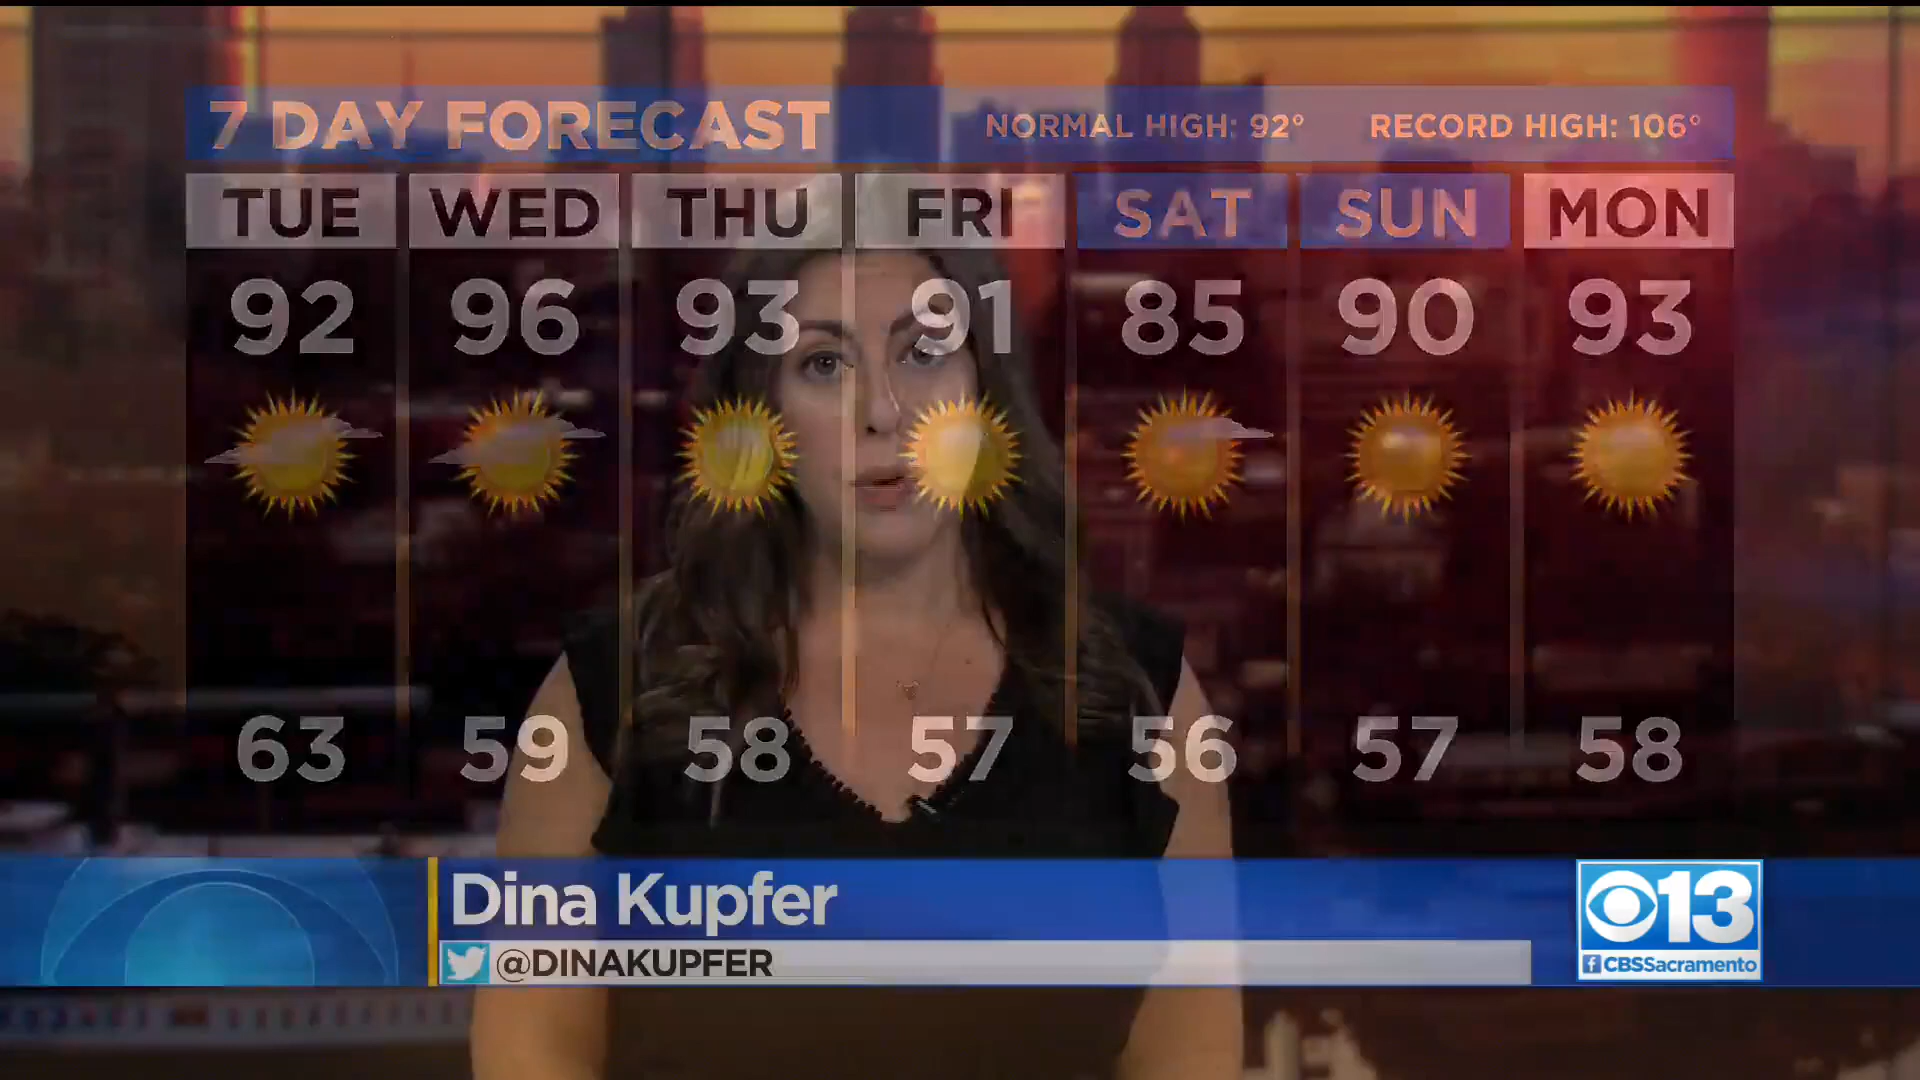 7 DAY FORECAST
NORMAL HIGH: 92° RECORD HIGH: 106°
TUE WED THU FRI SAT SUN MON
92 96 93 91 85 90 93
63 59 58 57 56 57 58
Dina Kupfer
@DINAKUPFER
13
CBSSacramento